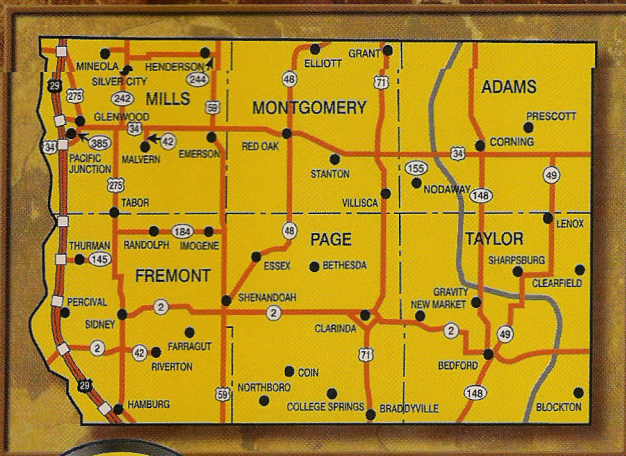 ELLIOTT
GRANT
MINEOLA
HENDERSON
SILVER CITY
244
48
71
29
275
242
MILLS
59
MONTGOMERY
ADAMS
PRESCOTT
GLENWOOD
34
42
385
34
PACIFIC
JUNCTION
MALVERN
EMERSON
RED OAK
CORNING
34
STANTON
155
49
275
NODAWAY
148
TABOR
VILLISCA
LENOX
184
48
THURMAN
RANDOLPH
IMOGENE
PAGE
TAYLOR
145
ESSEX
BETHESDA
SHARPSBURG
FREMONT
CLEARFIELD
PERCIVAL
SHENANDOAH
GRAVITY
NEW MARKET
2
2
SIDNEY
CLARINDA
2
49
FARRAGUT
2
42
RIVERTON
71
BEDFORD
COIN
29
NORTHBORO
59
148
HAMBURG
COLLEGE SPRINGS
BRADDYVILLE
BLOCKTON